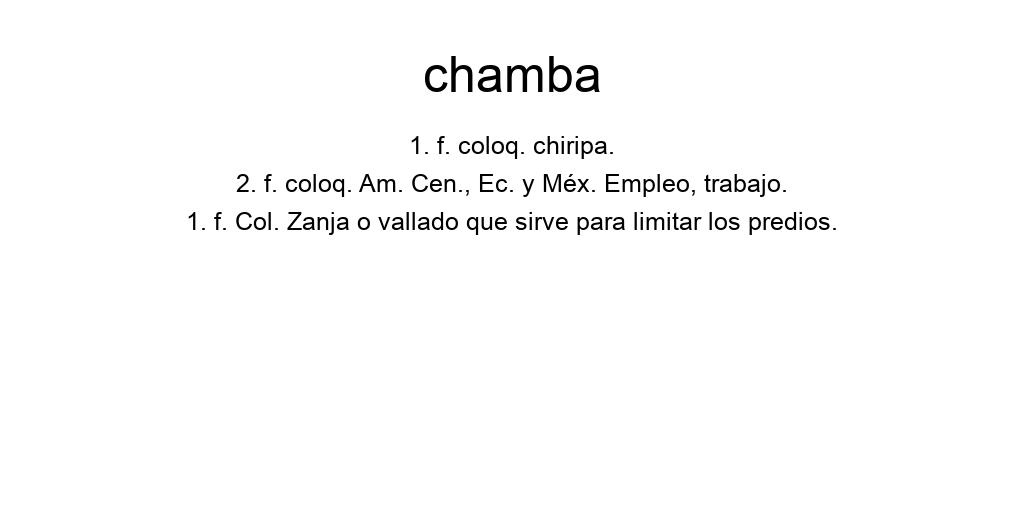 chamba
1. f. coloq. chiripa.
2. f. coloq. Am. Cen., Ec. y Méx. Empleo, trabajo.
1. f. Col. Zanja o vallado que sirve para limitar los predios.